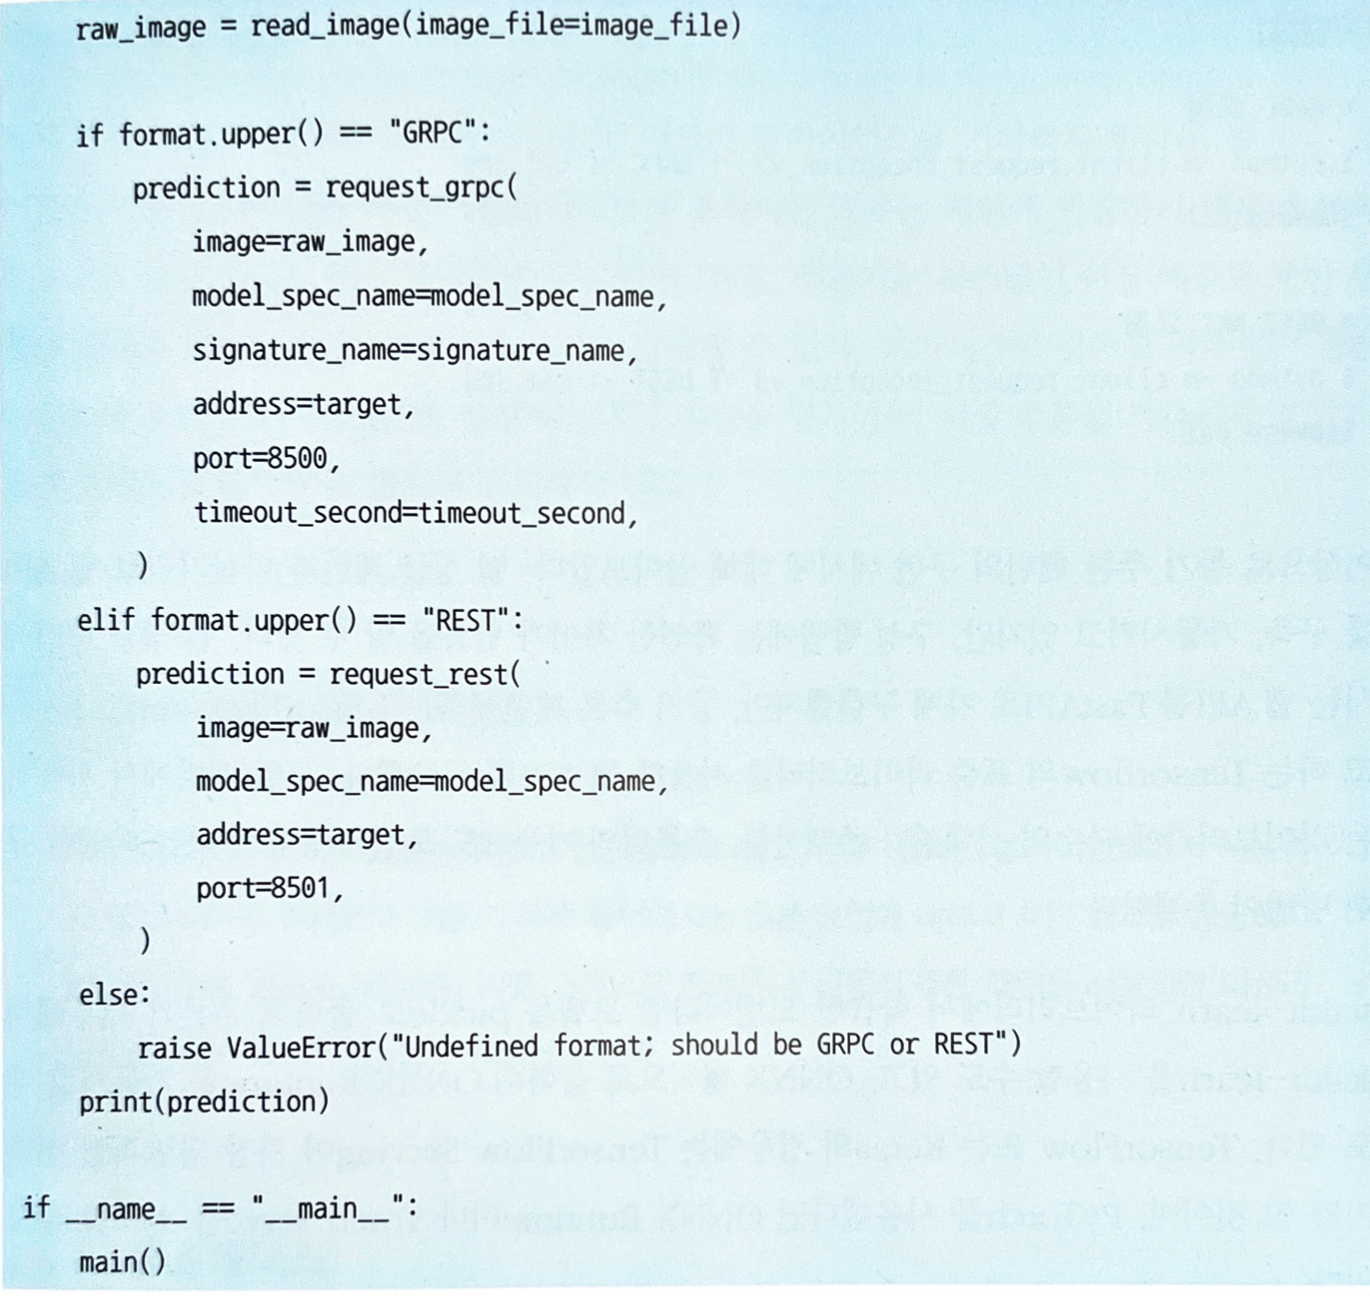 raw_image = read_image(image_file=image_file)
if format.upper() == "GRPC":
prediction = request_grpc(
image=raw_image,
model_spec_name=model_spec_name,
signature_name=signature_name,
address=target,
port=8500,
timeout_second=timeout_second,
)
elif format.upper() == "REST":
prediction = request_rest(
image=raw_image,
model_spec_name=model_spec_name,
address=target,
port=8501,
)
else:
raise ValueError("Undefined format; should be GRPC or REST")
print(prediction)
if __name__ == "__main__":
main()